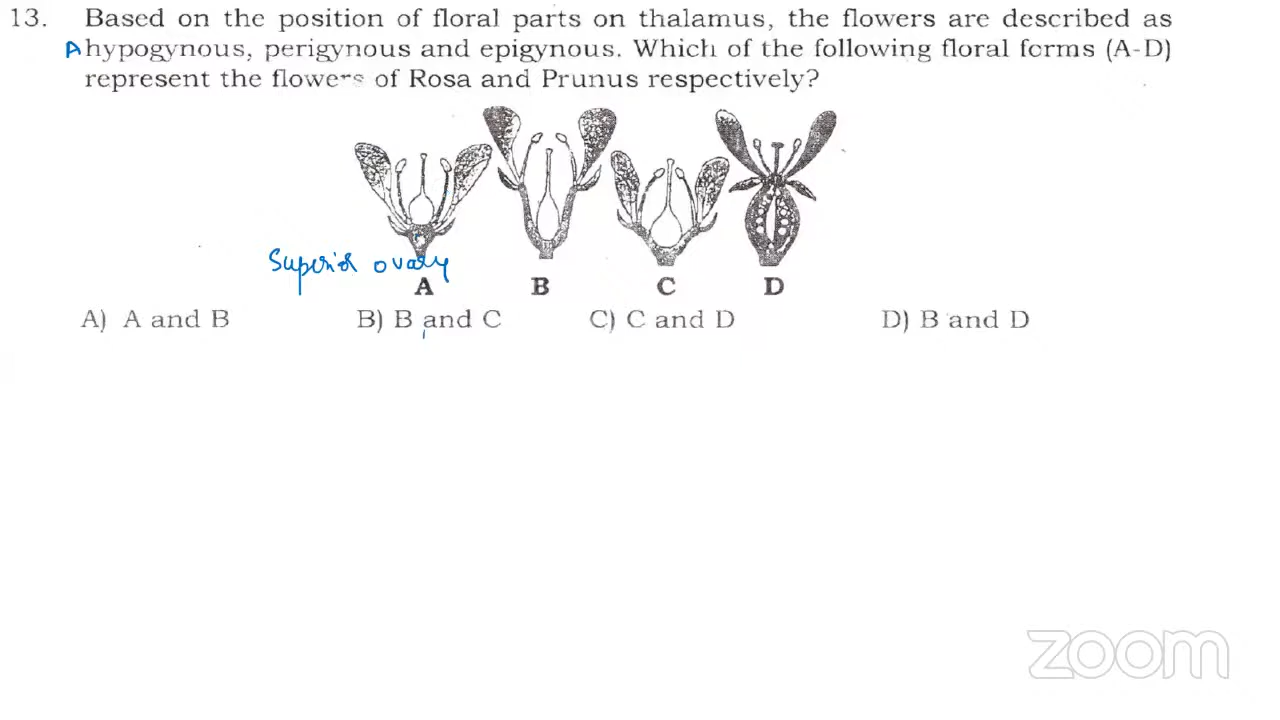 13. Based on the position of floral parts on thalamus, the flowers are described as
A hypogynous, perigynous and epigynous. Which of the following floral forms (A-D)
represent the flowers of Rosa and Prunus respectively?
Superior ovary
A B C D
A) A and B B) B and C C) C and D D) B and D
zoom